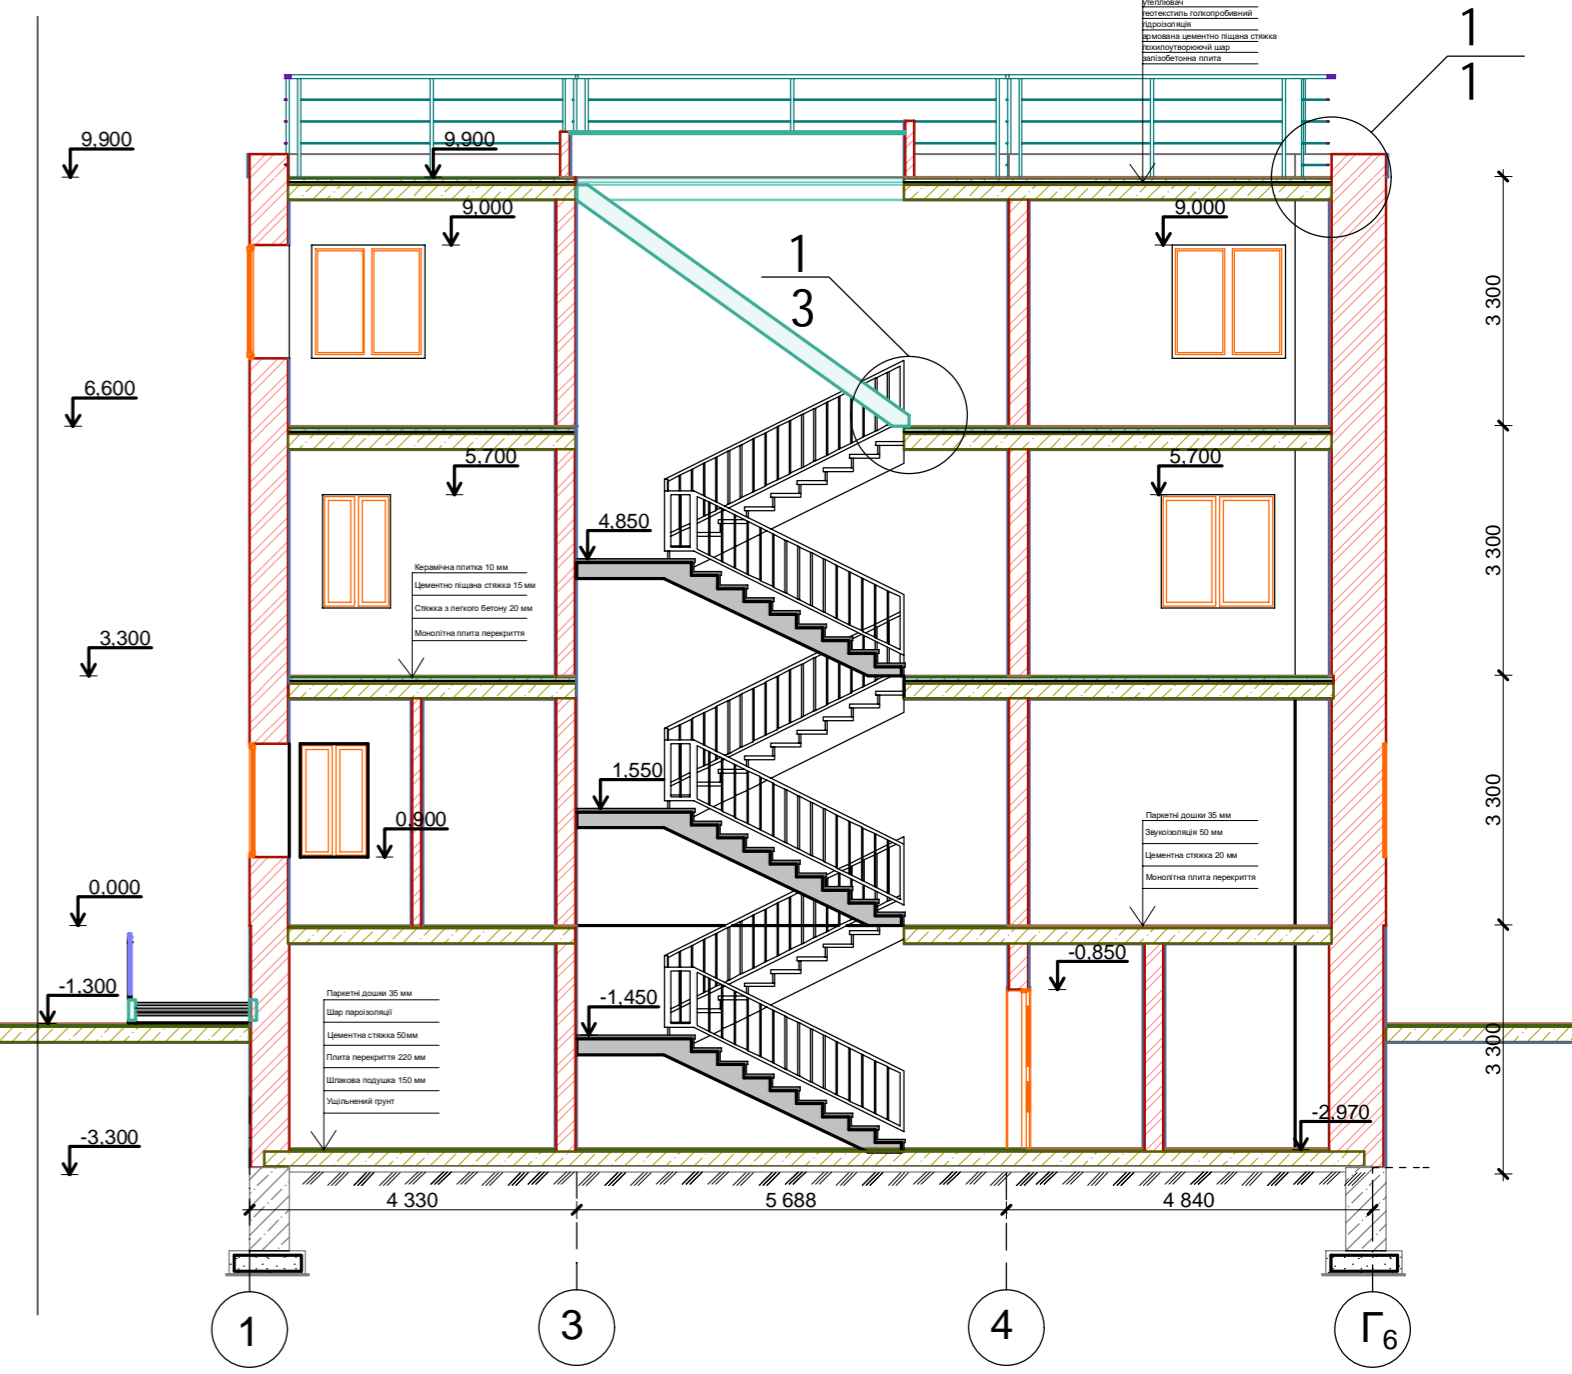 утеплювач
геотекстиль голкопробивний
гідроізоляція
армована цементно піщана стяжка
похилоутворюючй шар
залізобетонна плита
1
1
9,900
9,900
9,000
9,000
1
3
3 300
6,600
5,700
5,700
4,850
3 300
Керамічна плитка 10 мм
Цементно піщана стяжка 15 мм
Стяжка з легкого бетону 20 мм
Монолітна плита перекриття
3,300
1,550
3 300
0,900
Паркетні дошки 35 мм
Звукоізоляція 50 мм
Цементна стяжка 20 мм
Монолітна плита перекриття
0,000
-0,850
-1,300
-1,450
Паркетні дошки 35 мм
Шар пароізоляції
Цементна стяжка 50мм
Плита перекриття 220 мм
Шлакова подушка 150 мм
Ущільнений грунт
3 300
-2,970
-3,300
4 330
5 688
4 840
1
3
4
Г6